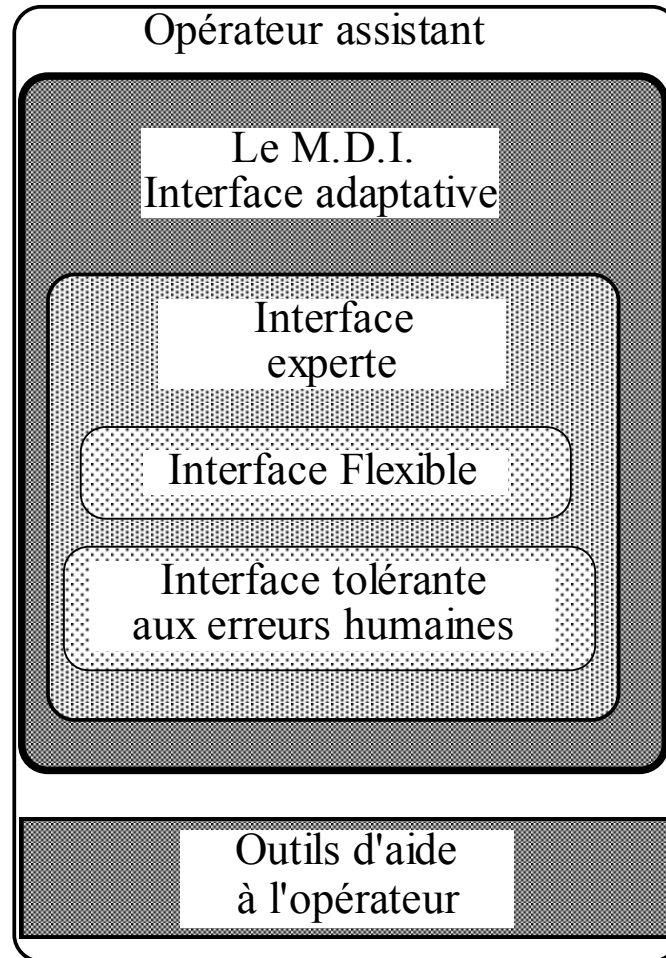 Opérateur assistant
Le M.D.I.
Interface adaptative
Interface
experte
Interface Flexible
Interface tolérante
aux erreurs humaines
Outils d'aide
à l'opérateur